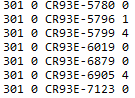 301 0 CR93E-5780 0
301 0 CR93E-5796 1
301 0 CR93E-5799 4
301 0 CR93E-6019 0
301 0 CR93E-6879 0
301 0 CR93E-6905 4
301 0 CR93E-7123 0